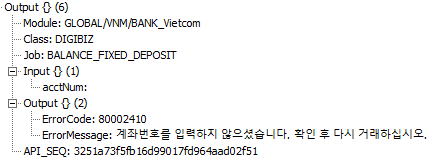 Output {} (6)
Module: GLOBAL/VNM/BANK_Vietcom
Class: DIGIBIZ
Job: BALANCE_FIXED_DEPOSIT
Input {} (1)
acctNum:
Output {} (2)
ErrorCode: 80002410
ErrorMessage: 계좌번호를 입력하지 않으셨습니다. 확인 후 다시 거래하십시오.
API_SEQ: 3251a73f5fb16d99017fd964aad02f51